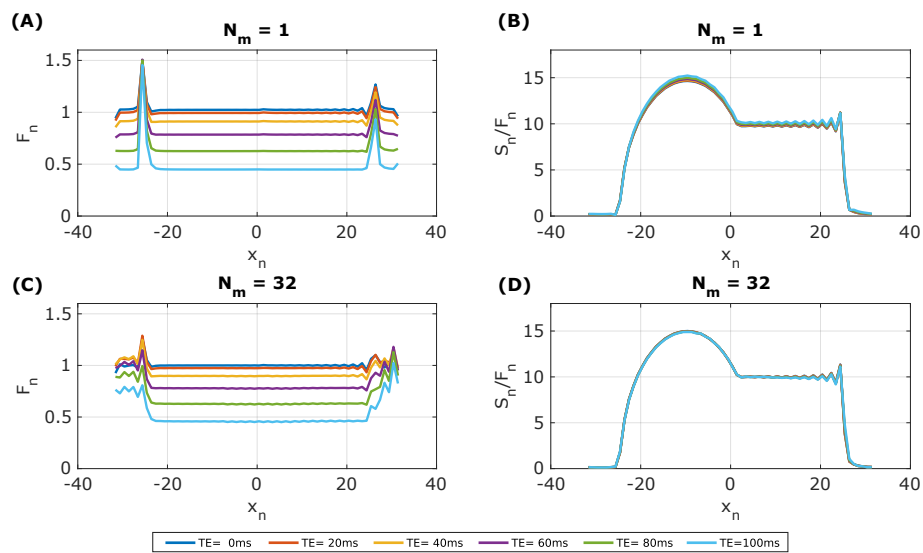 (A)
N_m = 1
F_n
1.5
1
0.5
0
-40
-20
0
20
40
x_n
(B)
N_m = 1
S_n/F_n
15
10
5
0
-40
-20
0
20
40
x_n
(C)
N_m = 32
F_n
1.5
1
0.5
0
-40
-20
0
20
40
x_n
(D)
N_m = 32
S_n/F_n
15
10
5
0
-40
-20
0
20
40
x_n
TE= 0ms TE= 20ms TE= 40ms TE= 60ms TE= 80ms TE=100ms